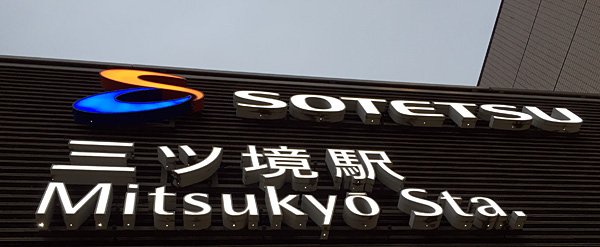 SOTETSU
三ツ境駅
Mitsukyo Sta.